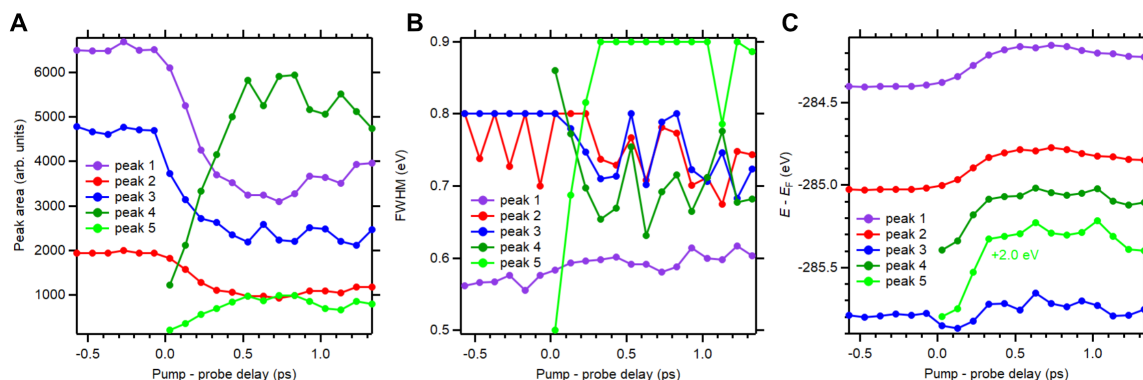 A
Peak area (arb. units)
6000
5000
4000
3000
2000
1000
peak 1
peak 2
peak 3
peak 4
peak 5
-0.5
0.0
0.5
1.0
Pump - probe delay (ps)
B
FWHM (eV)
0.9
0.8
0.7
0.6
0.5
peak 1
peak 2
peak 3
peak 4
peak 5
-0.5
0.0
0.5
1.0
Pump - probe delay (ps)
C
E - EF (eV)
-284.5
-285.0
-285.5
peak 1
peak 2
peak 3
peak 4
peak 5
+2.0 eV
-0.5
0.0
0.5
1.0
Pump - probe delay (ps)